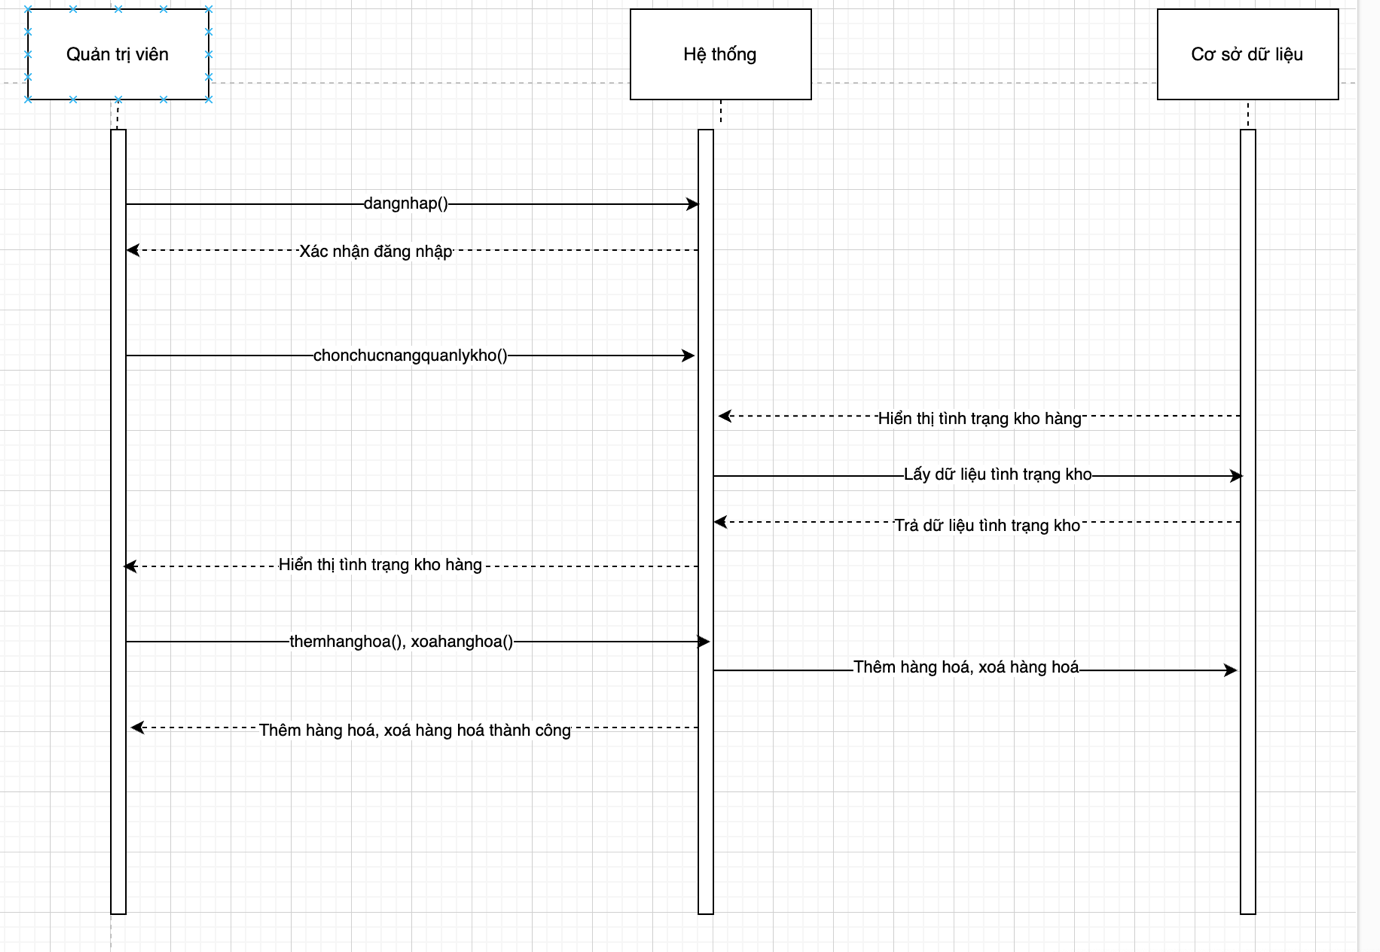 Quản trị viên
Hệ thống
Cơ sở dữ liệu
dangnhap()
Xác nhận đăng nhập
chonchucnangquanlykho()
Hiển thị tình trạng kho hàng
Lấy dữ liệu tình trạng kho
Trả dữ liệu tình trạng kho
Hiển thị tình trạng kho hàng
themhanghoa(), xoahanghoa()
Thêm hàng hoá, xoá hàng hoá
Thêm hàng hoá, xoá hàng hoá thành công